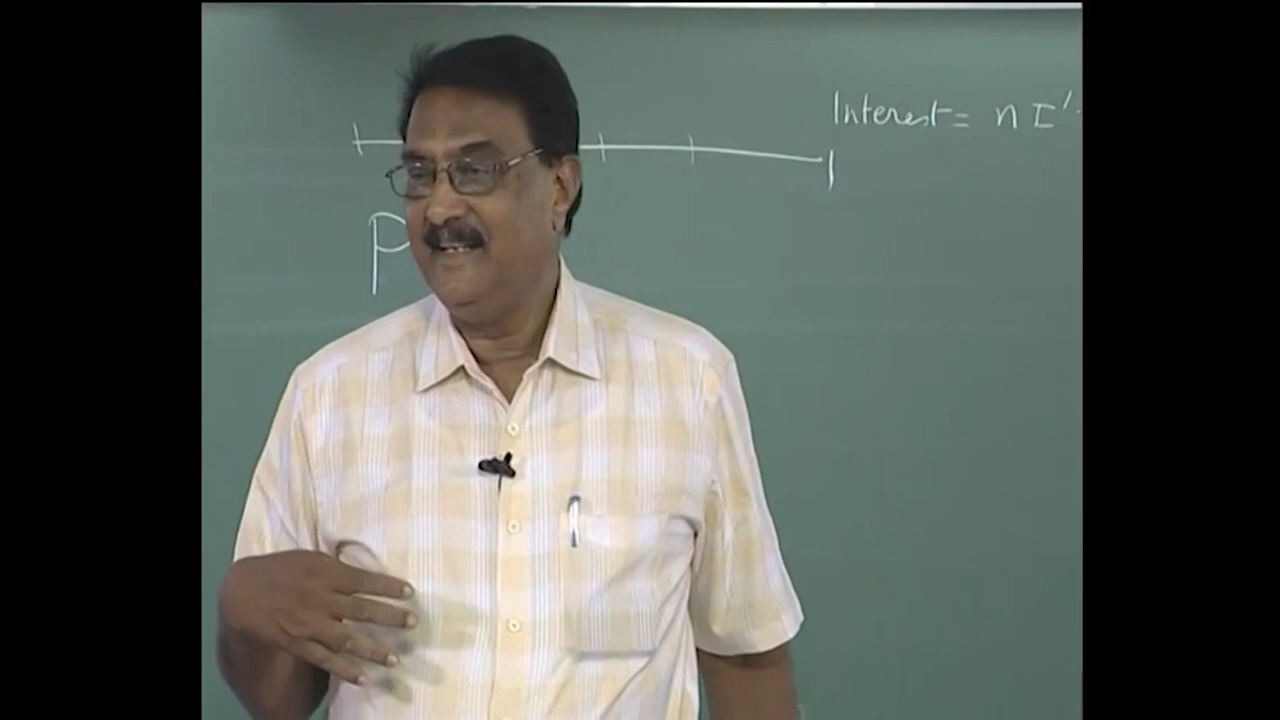 Interest = n I'
P